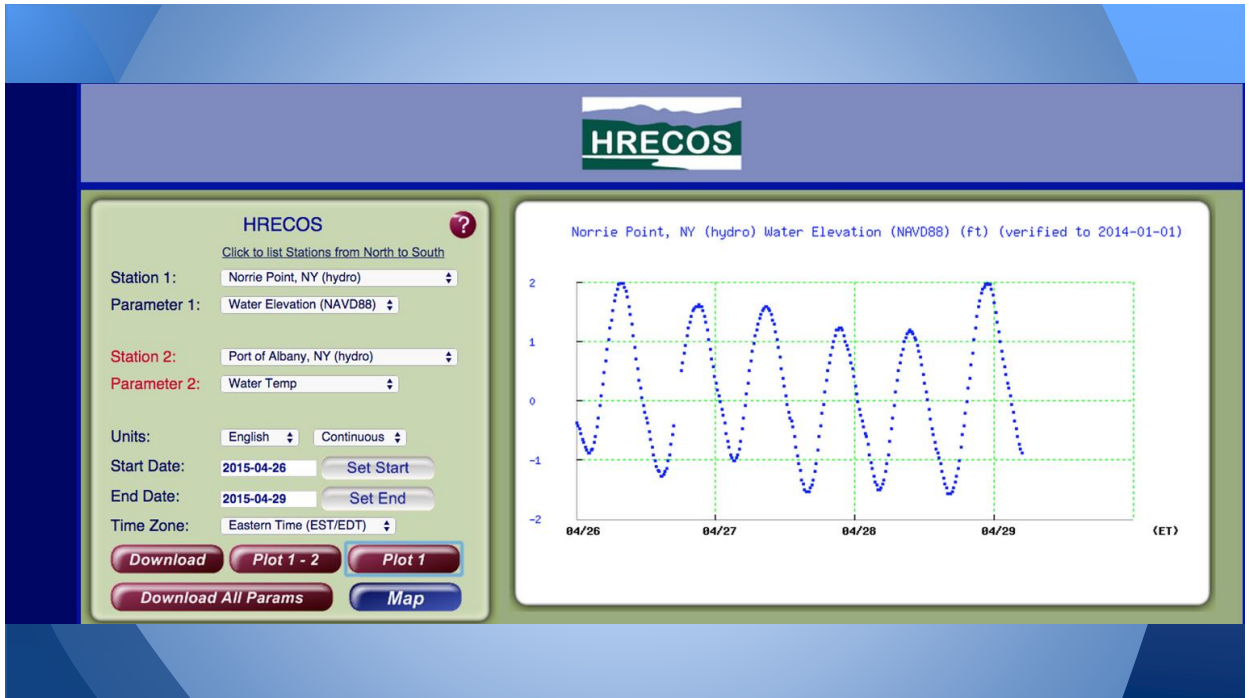 HRECOS
HRECOS
?
Click to list Stations from North to South
Station 1: Norrie Point, NY (hydro)
Parameter 1: Water Elevation (NAVD88)
Station 2: Port of Albany, NY (hydro)
Parameter 2: Water Temp
Units: English Continuous
Start Date: 2015-04-26 Set Start
End Date: 2015-04-29 Set End
Time Zone: Eastern Time (EST/EDT)
Download Plot 1 - 2 Plot 1
Download All Params Map
Norrie Point, NY (hydro) Water Elevation (NAVD88) (ft) (verified to 2014-01-01)
2
1
0
-1
-2
04/26 04/27 04/28 04/29 (ET)